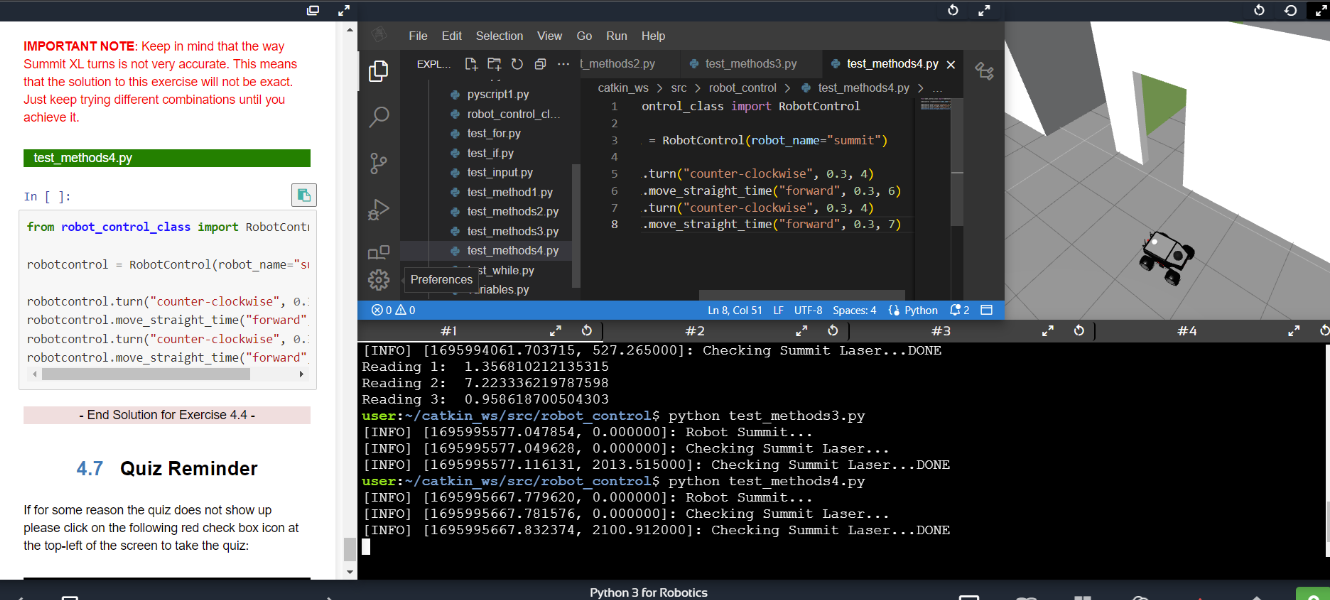 IMPORTANT NOTE: Keep in mind that the way
Summit XL turns is not very accurate. This means
that the solution to this exercise will not be exact.
Just keep trying different combinations until you
achieve it.
test_methods4.py
In [ ]:
from robot_control_class import RobotContr
robotcontrol = RobotControl(robot_name="su
robotcontrol.turn("counter-clockwise", 0.
robotcontrol.move_straight_time("forward"
robotcontrol.turn("counter-clockwise", 0.
robotcontrol.move_straight_time("forward"
- End Solution for Exercise 4.4 -
4.7 Quiz Reminder
If for some reason the quiz does not show up
please click on the following red check box icon at
the top-left of the screen to take the quiz:
File Edit Selection View Go Run Help
EXPL...
pyscript1.py
robot_control_cl...
test_for.py
test_if.py
test_input.py
test_method1.py
test_methods2.py
test_methods3.py
test_methods4.py
st_while.py
riables.py
Preferences
t_methods2.py test_methods3.py test_methods4.py
catkin_ws > src > robot_control > test_methods4.py > ...
1 ontrol_class import RobotControl
2
3 = RobotControl(robot_name="summit")
4
5 .turn("counter-clockwise", 0.3, 4)
6 .move_straight_time("forward", 0.3, 6)
7 .turn("counter-clockwise", 0.3, 4)
8 .move_straight_time("forward", 0.3, 7)
0 0 Ln 8, Col 51 LF UTF-8 Spaces: 4 Python 2
#1 #2 #3 #4
[INFO] [1695994061.703715, 527.265000]: Checking Summit Laser...DONE
Reading 1: 1.356810212135315
Reading 2: 7.223336219787598
Reading 3: 0.958618700504303
user:~/catkin_ws/src/robot_control$ python test_methods3.py
[INFO] [1695995577.047854, 0.000000]: Robot Summit...
[INFO] [1695995577.049628, 0.000000]: Checking Summit Laser...
[INFO] [1695995577.116131, 2013.515000]: Checking Summit Laser...DONE
user:~/catkin_ws/src/robot_control$ python test_methods4.py
[INFO] [1695995667.779620, 0.000000]: Robot Summit...
[INFO] [1695995667.781576, 0.000000]: Checking Summit Laser...
[INFO] [1695995667.832374, 2100.912000]: Checking Summit Laser...DONE
Python 3 for Robotics